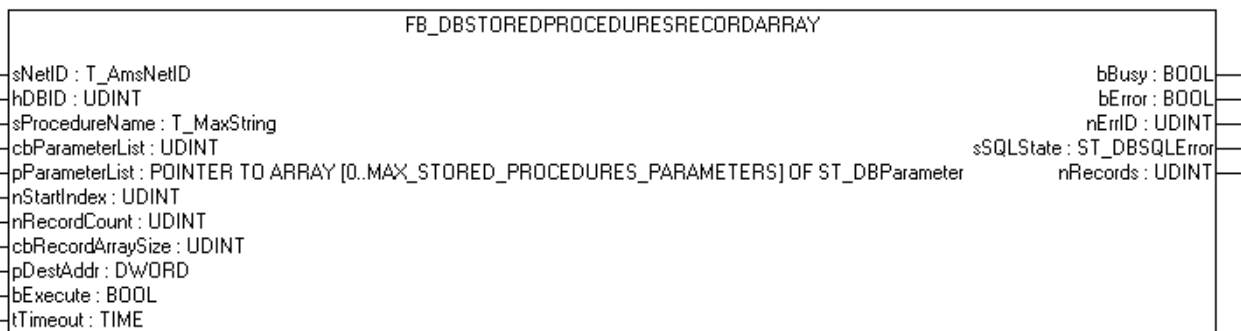 FB_DBSTOREDPROCEDURESRECORDARRAY
sNetID : T_AmsNetID bBusy : BOOL
hDBID : UDINT bError : BOOL
sProcedureName : T_MaxString nErrID : UDINT
cbParameterList : UDINT sSQLState : ST_DBSQLError
pParameterList : POINTER TO ARRAY [0..MAX_STORED_PROCEDURES_PARAMETERS] OF ST_DBParameter nRecords : UDINT
nStartIndex : UDINT
nRecordCount : UDINT
cbRecordArraySize : UDINT
pDestAddr : DWORD
bExecute : BOOL
tTimeout : TIME